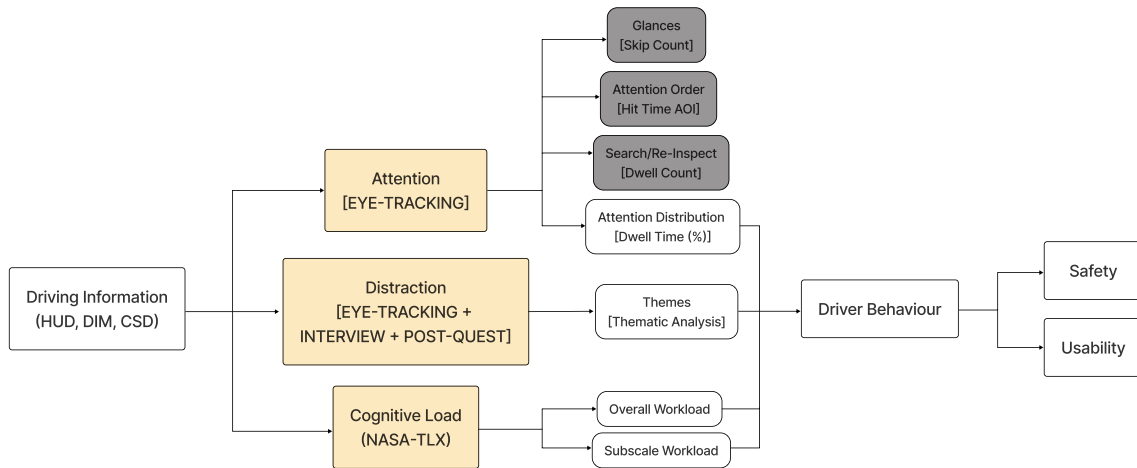 Driving Information
(HUD, DIM, CSD)
Attention
[EYE-TRACKING]
Distraction
[EYE-TRACKING +
INTERVIEW + POST-QUEST]
Cognitive Load
(NASA-TLX)
Glances
[Skip Count]
Attention Order
[Hit Time AOI]
Search/Re-Inspect
[Dwell Count]
Attention Distribution
[Dwell Time (%)]
Themes
[Thematic Analysis]
Overall Workload
Subscale Workload
Driver Behaviour
Safety
Usability